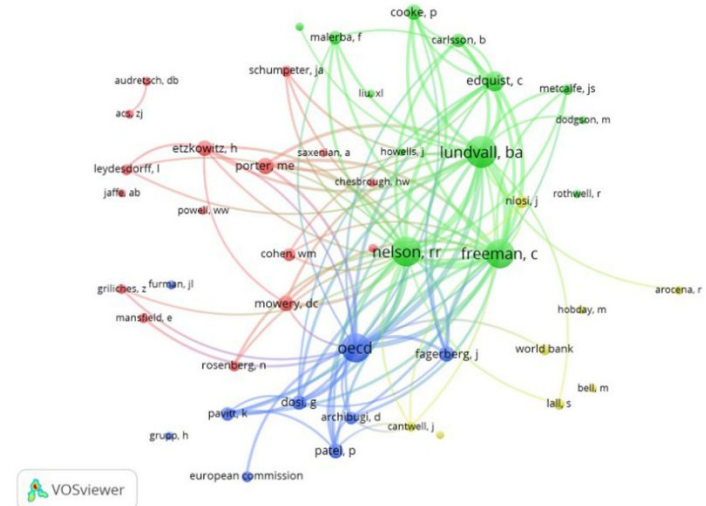 cooke, p
malerba, f
carlsson, b
schumpeter, ja
edquist, c
audretsch, db
liu, xl
metcalfe, js
acs, zj
dodgson, m
etzkowitz, h
saxenian, a
howells, j
lundvall, ba
leydesdorff, l
porter, me
chesbrough, hw
jaffe, ab
rothwell, r
niosi, j
powell, ww
cohen, wm
nelson, rr
freeman, c
griliches, z
furman, jl
arocena, r
mowery, dc
hobday, m
mansfield, e
oecd
fagerberg, j
world bank
rosenberg, n
bell, m
dosi, g
lall, s
pavitt, k
archibugi, d
cantwell, j
grupp, h
patel, p
european commission
VOSviewer